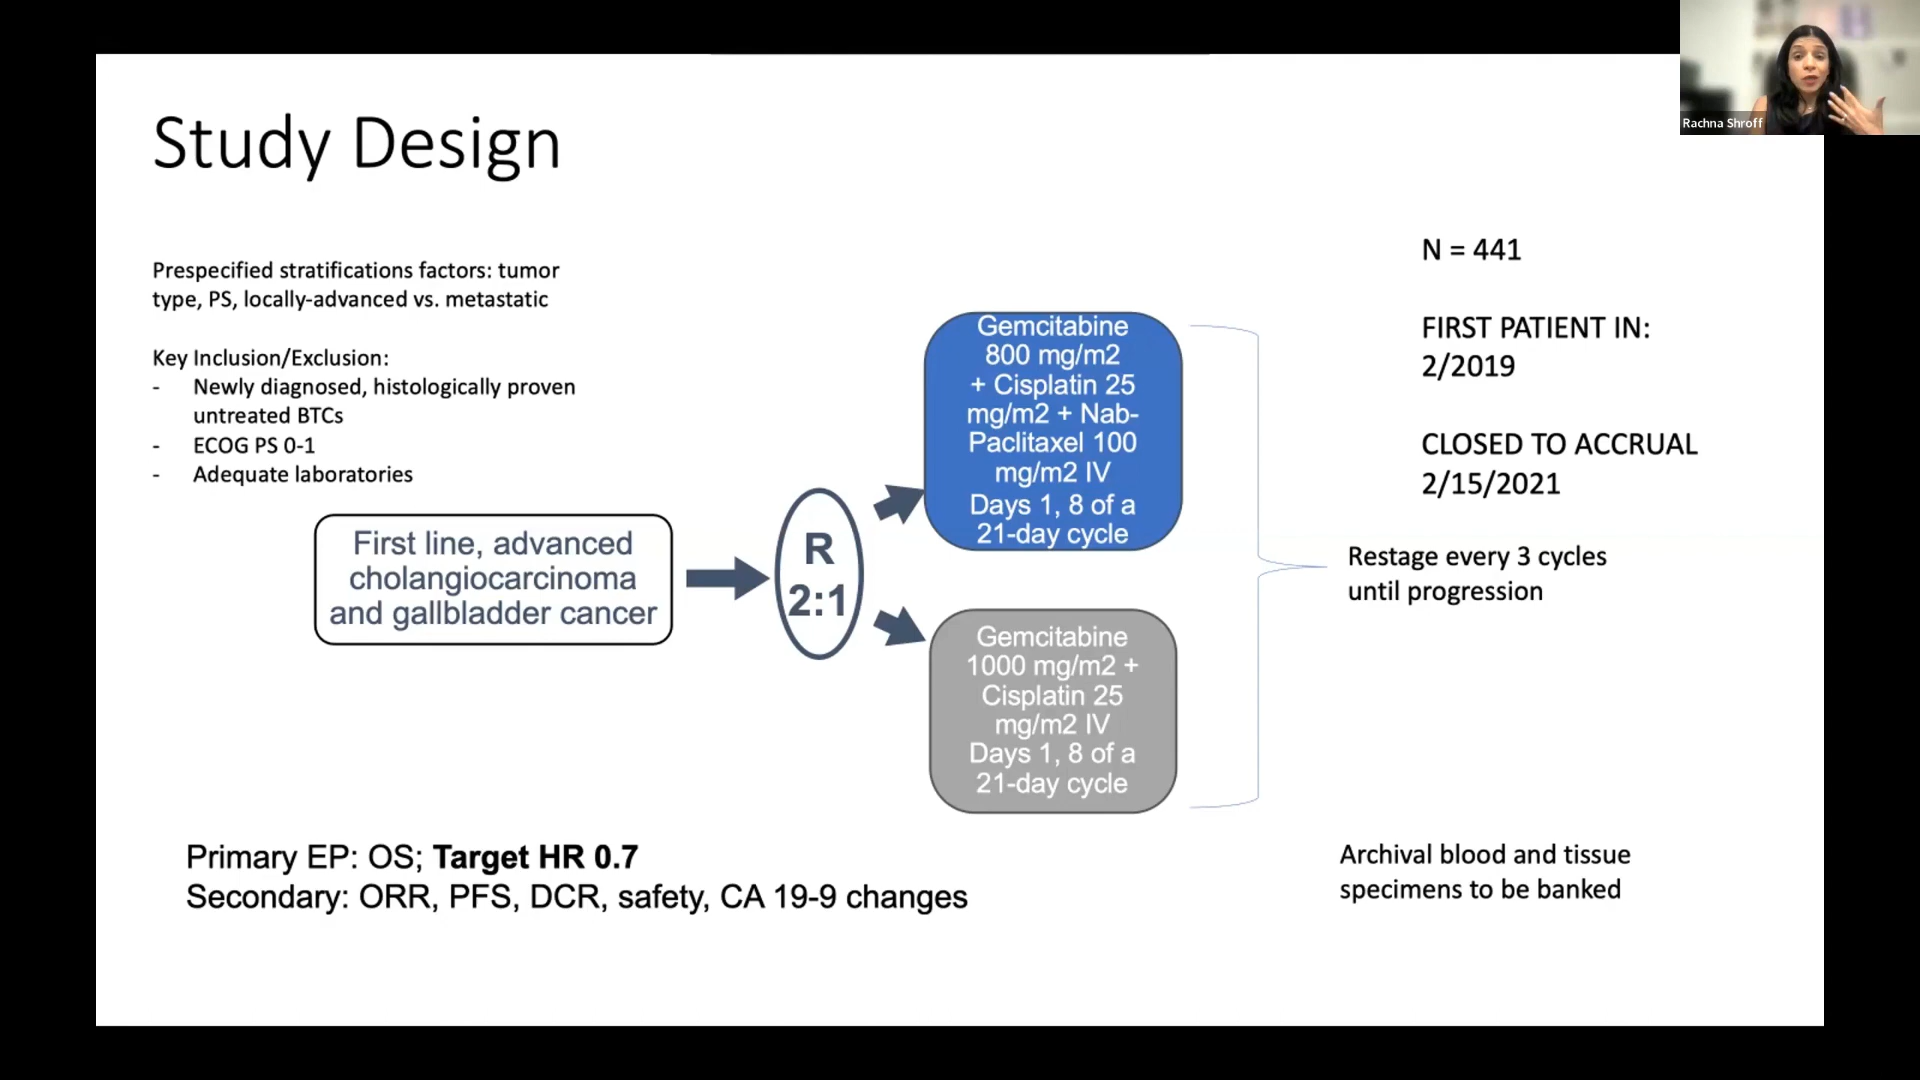 Study Design
Rachna Shroff
Prespecified stratifications factors: tumor
type, PS, locally-advanced vs. metastatic
Key Inclusion/Exclusion:
- Newly diagnosed, histologically proven
untreated BTCs
- ECOG PS 0-1
- Adequate laboratories
First line, advanced
cholangiocarcinoma
and gallbladder cancer
R
2:1
Gemcitabine
800 mg/m2
+ Cisplatin 25
mg/m2 + Nab-
Paclitaxel 100
mg/m2 IV
Days 1, 8 of a
21-day cycle
Gemcitabine
1000 mg/m2 +
Cisplatin 25
mg/m2 IV
Days 1, 8 of a
21-day cycle
N = 441
FIRST PATIENT IN:
2/2019
CLOSED TO ACCRUAL
2/15/2021
Restage every 3 cycles
until progression
Primary EP: OS; Target HR 0.7
Secondary: ORR, PFS, DCR, safety, CA 19-9 changes
Archival blood and tissue
specimens to be banked